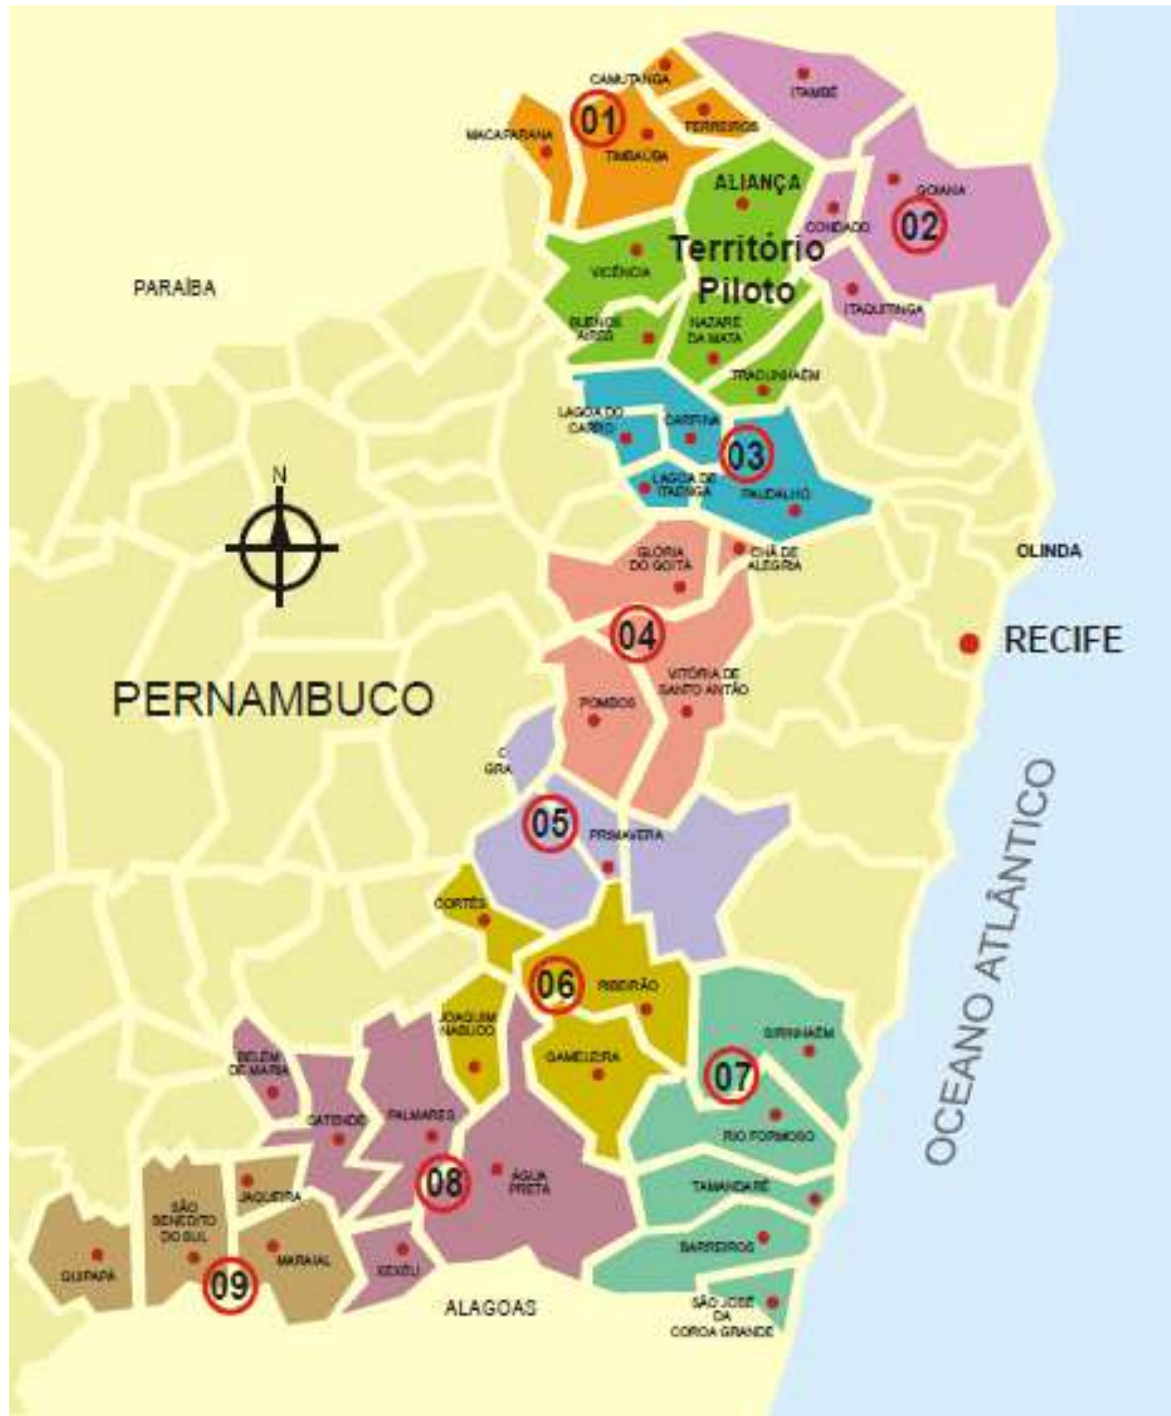 CAMUTANGA
ITAMBÉ
01
FERREIROS
MACAPARANA
TIMBAÚBA
ALIANÇA
GOIANA
CONDADO
02
Território
Piloto
VICÊNCIA
PARAÍBA
ITAQUITINGA
BUENOS
AIRES
NAZARÉ
DA MATA
TRACUNHAÉM
LAGOA DO
CARRO
CARPINA
03
LAGOA DE
ITAENGA
PAUDALHO
N
GLÓRIA
DO GOITÁ
CHÃ DE
ALEGRIA
OLINDA
04
RECIFE
VITÓRIA DE
SANTO ANTÃO
PERNAMBUCO
POMBOS
C
GRA
05
PRIMAVERA
OCEANO ATLÂNTICO
CORTÊS
06
RIBEIRÃO
JOAQUIM
NABUCO
SIRINHAÉM
BELÉM
DE MARIA
GAMELEIRA
07
CATENDE
PALMARES
RIO FORMOSO
08
ÁGUA
PRETA
JAQUEIRA
TAMANDARÉ
SÃO
BENEDITO
DO SUL
BARREIROS
QUIPAPÁ
MARAIAL
XEXÉU
09
ALAGOAS
SÃO JOSÉ
DA
COROA GRANDE